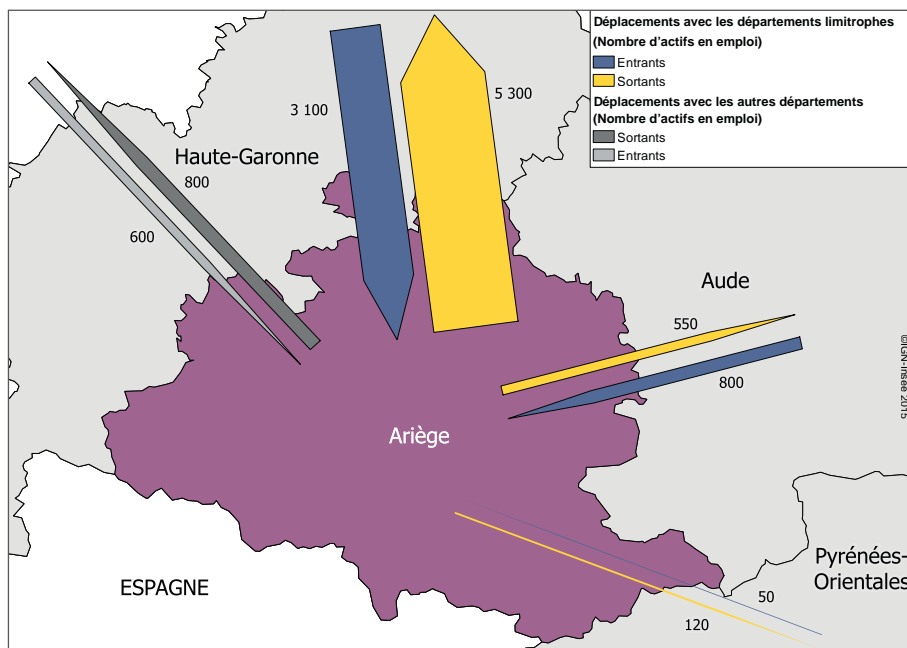 Déplacements avec les départements limitrophes
(Nombre d'actifs en emploi)
Entrants
Sortants
Déplacements avec les autres départements
(Nombre d'actifs en emploi)
Sortants
Entrants
3 100
5 300
Haute-Garonne
800
600
Aude
550
800
©IGN-Insee 2015
Ariège
Pyrénées-
Orientales
ESPAGNE
50
120